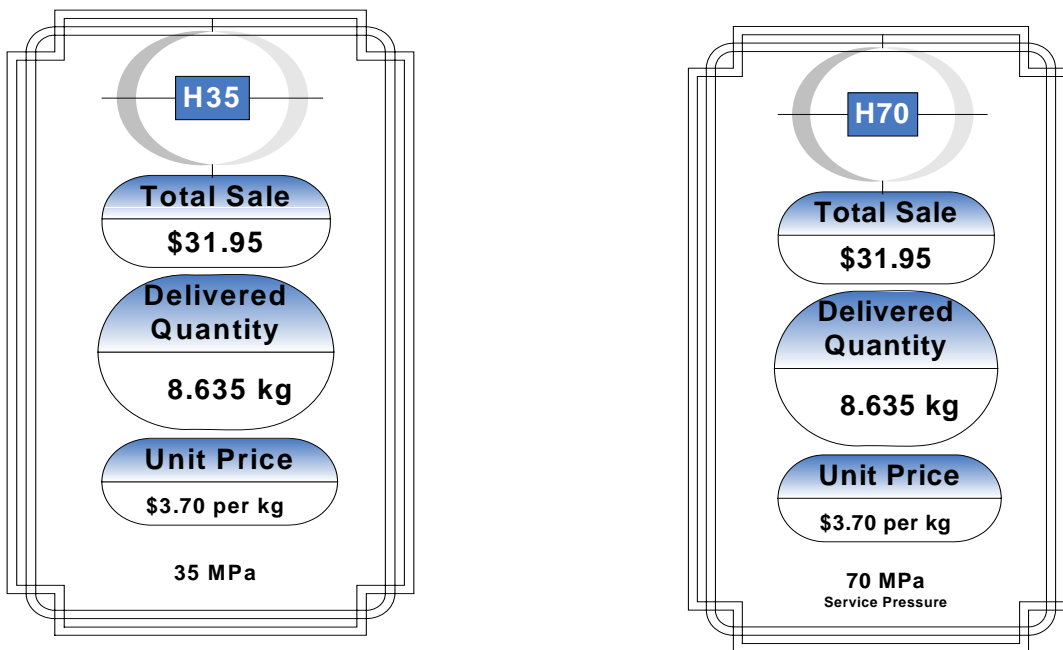 H35
Total Sale
$31.95
Delivered
Quantity
8.635 kg
Unit Price
$3.70 per kg
35 MPa
H70
Total Sale
$31.95
Delivered
Quantity
8.635 kg
Unit Price
$3.70 per kg
70 MPa
Service Pressure